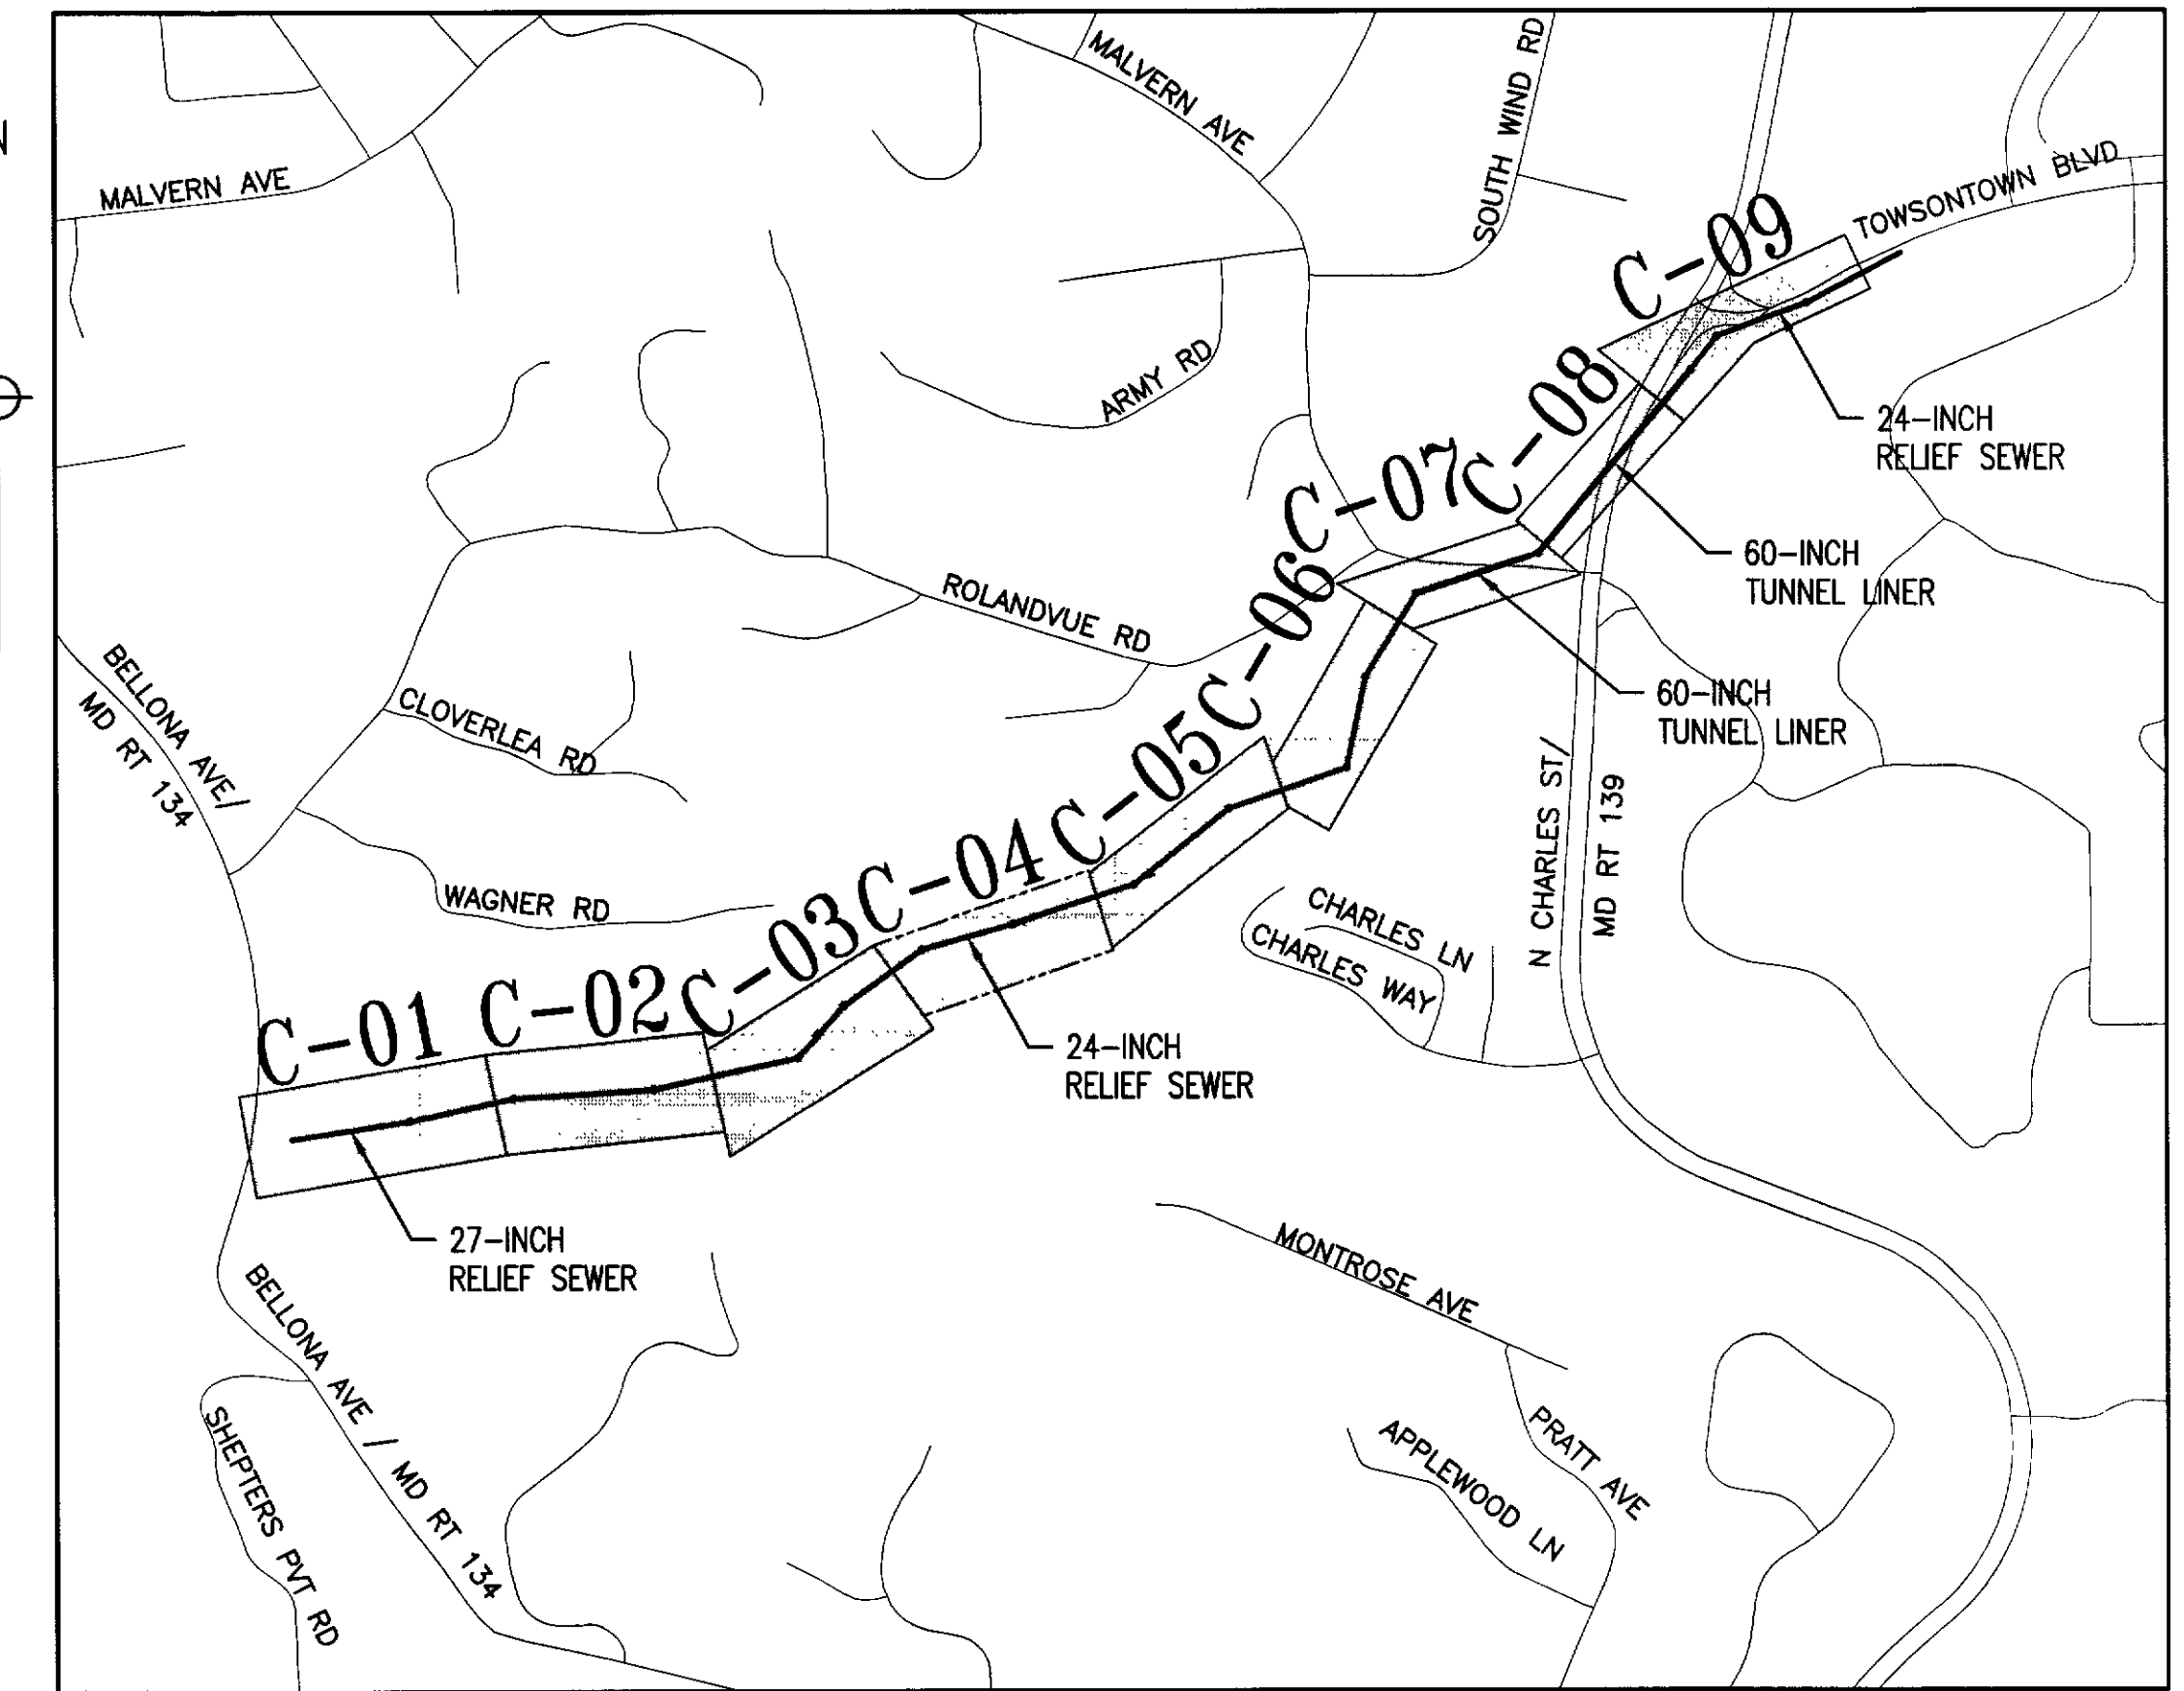 MALVERN AVE
SOUTH WIND RD
N
MALVERN AVE
TOWSONTOWN BLVD
C-09
ARMY RD
C-08
24-INCH
RELIEF SEWER
C-07
60-INCH
TUNNEL LINER
C-06
ROLANDVUE RD
60-INCH
TUNNEL LINER
BELLONA AVE/
MD RT 134
CLOVERLEA RD
C-05
N CHARLES ST/
MD RT 139
WAGNER RD
C-04
C-03
CHARLES LN
CHARLES WAY
C-01
C-02
24-INCH
RELIEF SEWER
27-INCH
RELIEF SEWER
MONTROSE AVE
BELLONA AVE / MD RT 134
SHEPTERS PVT RD
APPLEWOOD LN
PRATT AVE